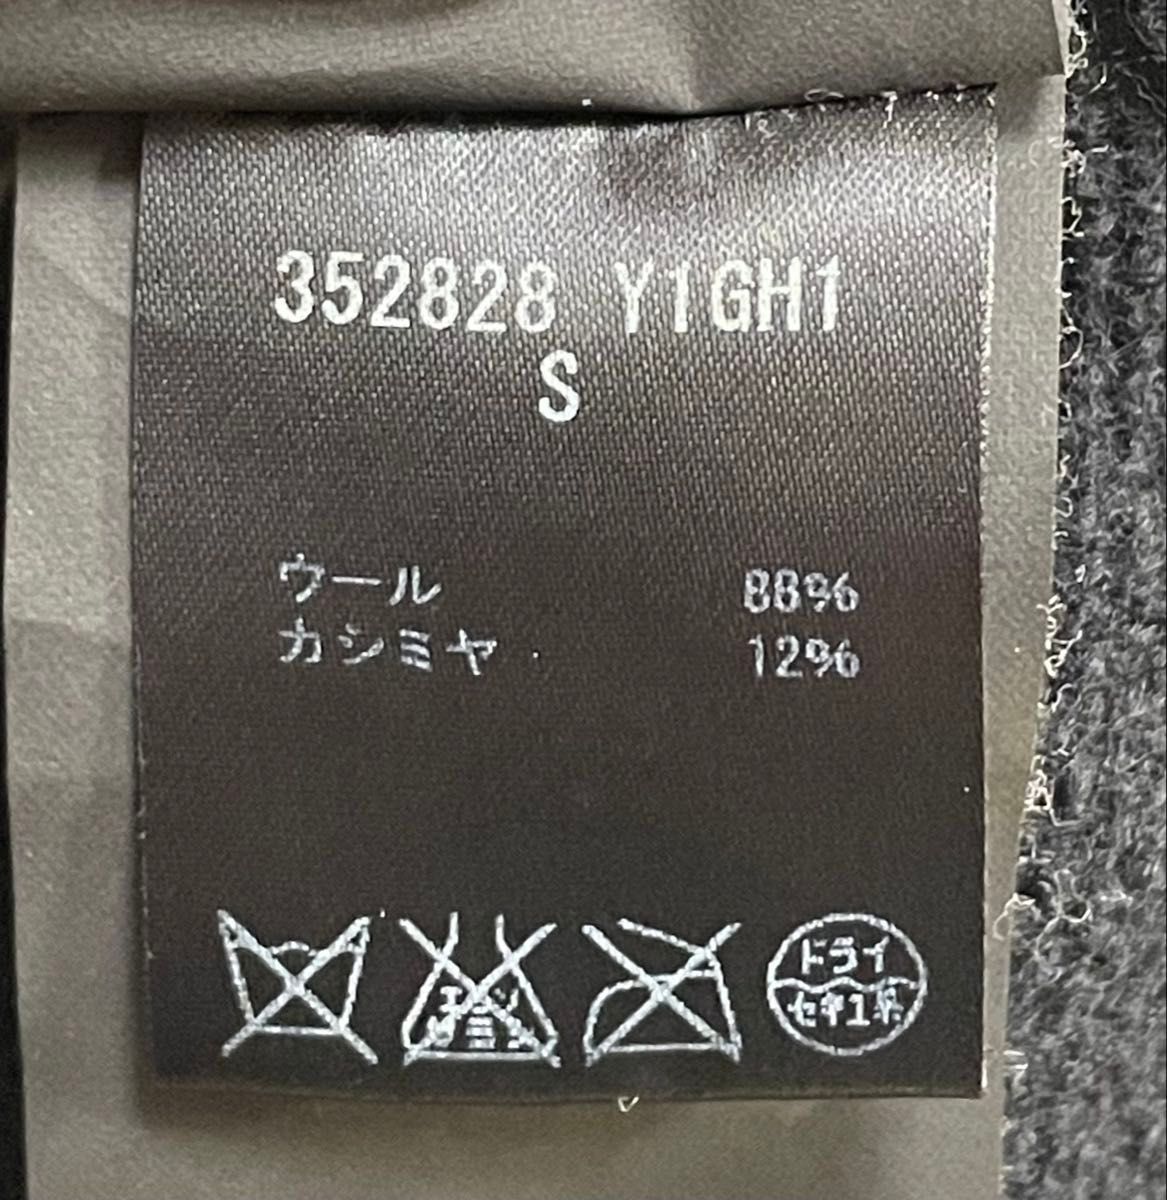 352828 Y1GH1
S
ウール 88%
カシミヤ 12%
エンソ
サラシ
ドライ
セキユ系